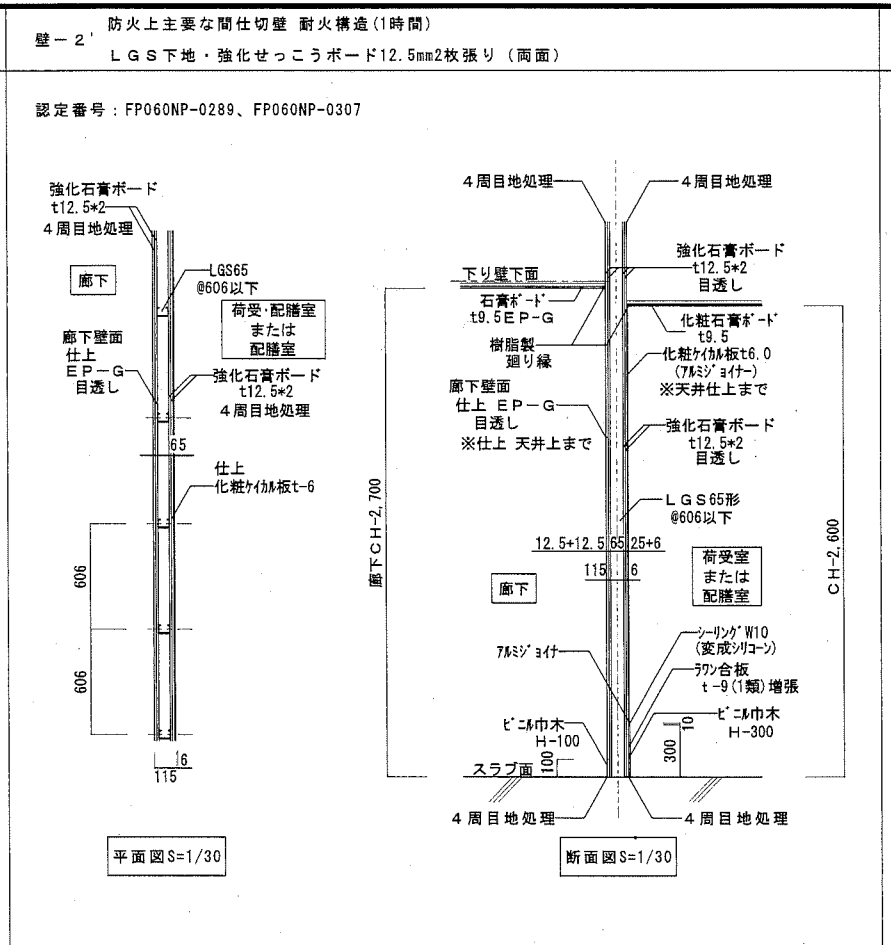 壁-2'
防火上主要な間仕切壁 耐火構造(1時間)
LGS下地・強化せっこうボード12.5mm2枚張り (両面)
認定番号:FP060NP-0289、FP060NP-0307
強化石膏ボード
t12.5*2
4周目地処理
廊下
LGS65
@606以下
荷受・配膳室
または
配膳室
廊下壁面
仕上
EP-G
目透し
強化石膏ボード
t12.5*2
4周目地処理
65
仕上
化粧ケイカル板t-6
606
606
6
115
平面図S=1/30
4周目地処理
4周目地処理
下り壁下面
強化石膏ボード
t12.5*2
目透し
石膏ボード
t9.5EP-G
化粧石膏ボード
t9.5
樹脂製
廻り縁
化粧ケイカル板t6.0
(アルミジョイナー)
※天井仕上まで
廊下壁面
仕上 EP-G
目透し
※仕上 天井上まで
強化石膏ボード
t12.5*2
目透し
廊下CH-2,700
LGS65形
@606以下
CH-2,600
12.5+12.5
65
25+6
115
6
荷受室
または
配膳室
廊下
アルミジョイナー
シーリングW10
(変成シリコーン)
ラワン合板
t-9(1類)増張
ビニル巾木
H-100
ビニル巾木
H-300
10
300
100
スラブ面
4周目地処理
4周目地処理
断面図S=1/30